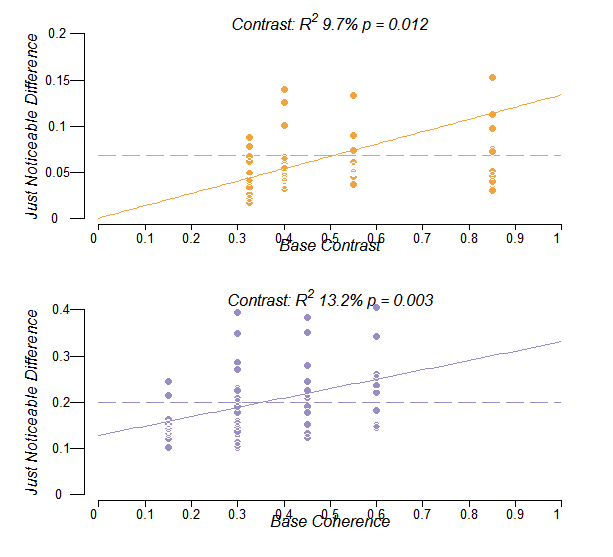 Contrast: R2 9.7% p = 0.012
0.2
0.15
0.1
0.05
0
Just Noticeable Difference
0 0.1 0.2 0.3 0.4 0.5 0.6 0.7 0.8 0.9 1
Base Contrast
Contrast: R2 13.2% p = 0.003
0.4
0.3
0.2
0.1
0
Just Noticeable Difference
0 0.1 0.2 0.3 0.4 0.5 0.6 0.7 0.8 0.9 1
Base Coherence